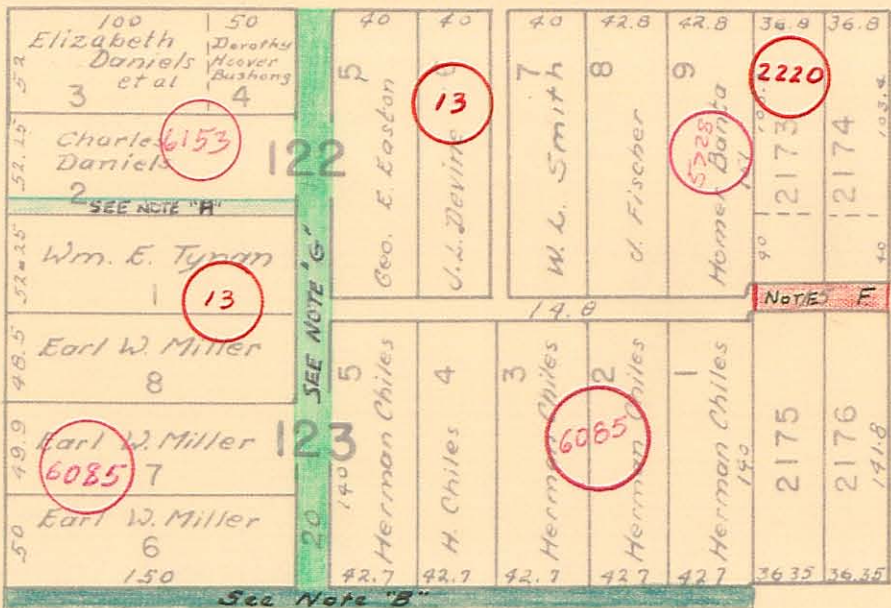 100
50
Elizabeth
Daniels
et al
3
52
Dorothy
Hoover
Bushong
4
6153
Charles
Daniels
2
52.25
SEE NOTE "A"
122
Wm. E. Tynan
1
52.25
13
Earl W. Miller
8
48.5
Earl W. Miller
7
49.9
6085
Earl W. Miller
6
50
150
SEE NOTE "G"
123
20
See Note "B"
40
5
Geo. E. Easton
40
J.L. Devine
13
40
7
W. L. Smith
42.8
8
J. Fischer
42.8
9
Homer Banta
5728
36.8
2220
2173
40
36.8
2174
103.4
40
NOTES F
14.8
5
Herman Chiles
140
42.7
4
H. Chiles
42.7
3
Herman Chiles
42.7
2
Herman Chiles
42.7
6085
1
Herman Chiles
140
42.7
2175
36.35
2176
141.8
36.35